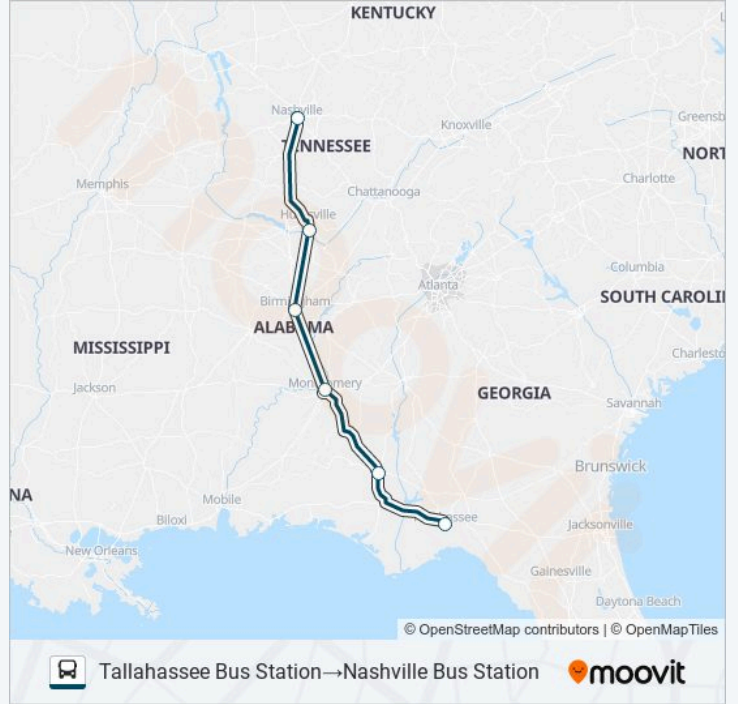 KENTUCKY
Nashville
Knoxville
Greensb
TENNESSEE
NORT
Memphis
Chattanooga
Charlotte
Huntsville
Columbia
Atlanta
SOUTH CAROLI
Birmingham
ALABAMA
MISSISSIPPI
Charlesto
Jackson
Montgomery
GEORGIA
Savannah
Brunswick
NA
Mobile
ssee
Biloxi
Jacksonville
New Orleans
Gainesville
Daytona Beach
© OpenStreetMap contributors | © OpenMapTiles
Tallahassee Bus Station→Nashville Bus Station
moovit